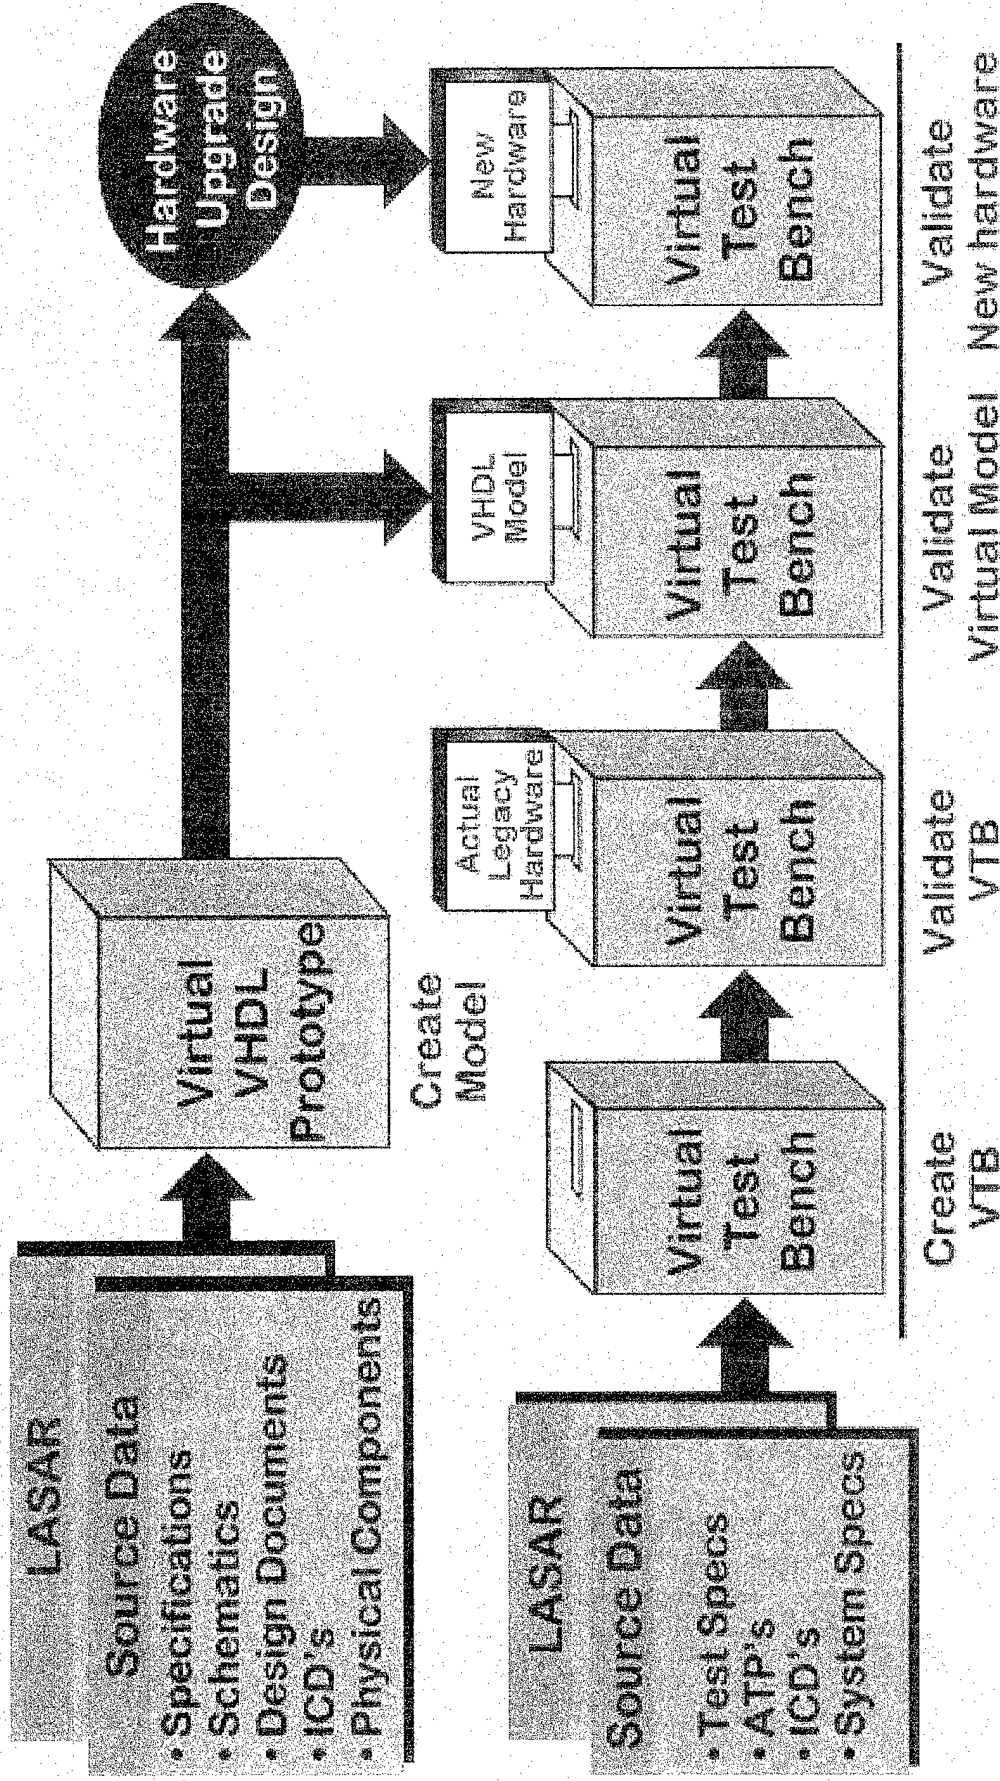 LASAR
Source Data
• Specifications
• Schematics
• Design Documents
• ICD's
• Physical Components
Virtual
VHDL
Prototype
Create
Model
Hardware
Upgrade
Design
LASAR
Source Data
• Test Specs
• ATP's
• ICD's
• System Specs
Virtual
Test
Bench
Create
VTB
Actual
Legacy
Hardware
Virtual
Test
Bench
Validate
VTB
VHDL
Model
Virtual
Test
Bench
Validate
Virtual Model
New
Hardware
Virtual
Test
Bench
Validate
New hardware